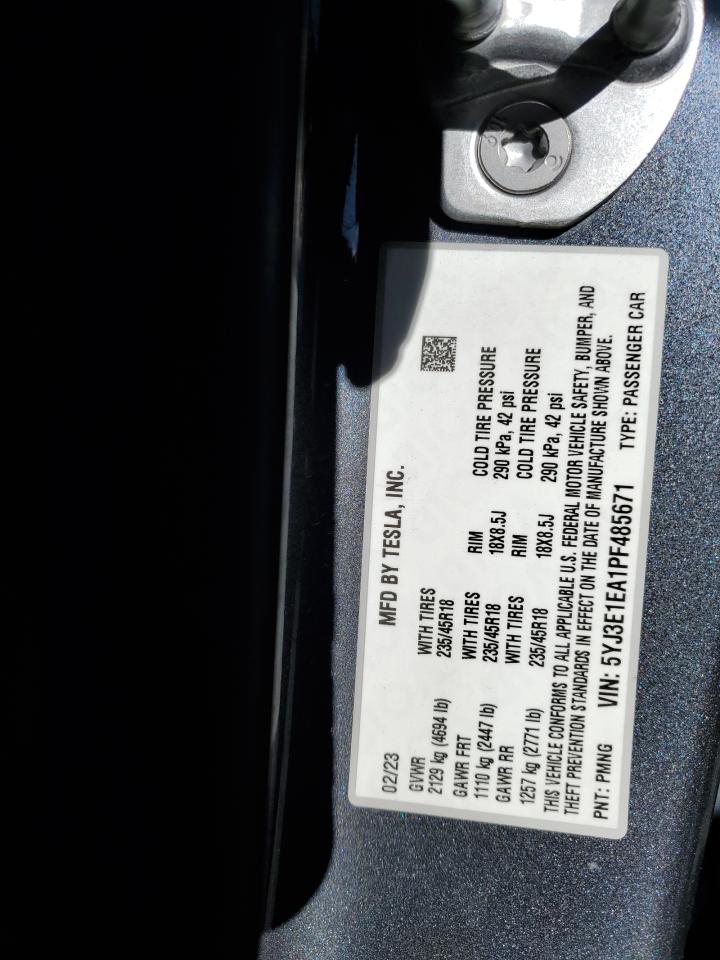 MFD BY TESLA, INC.
02/23
GVWR WITH TIRES
2129 kg (4694 lb) 235/45R18
GAWR FRT WITH TIRES RIM COLD TIRE PRESSURE
1110 kg (2447 lb) 235/45R18 18X8.5J 290 kPa, 42 psi
GAWR RR WITH TIRES RIM COLD TIRE PRESSURE
1257 kg (2771 lb) 235/45R18 18X8.5J 290 kPa, 42 psi
THIS VEHICLE CONFORMS TO ALL APPLICABLE U.S. FEDERAL MOTOR VEHICLE SAFETY, BUMPER, AND
THEFT PREVENTION STANDARDS IN EFFECT ON THE DATE OF MANUFACTURE SHOWN ABOVE.
PNT: PMNG VIN: 5YJ3E1EA1PF485671 TYPE: PASSENGER CAR